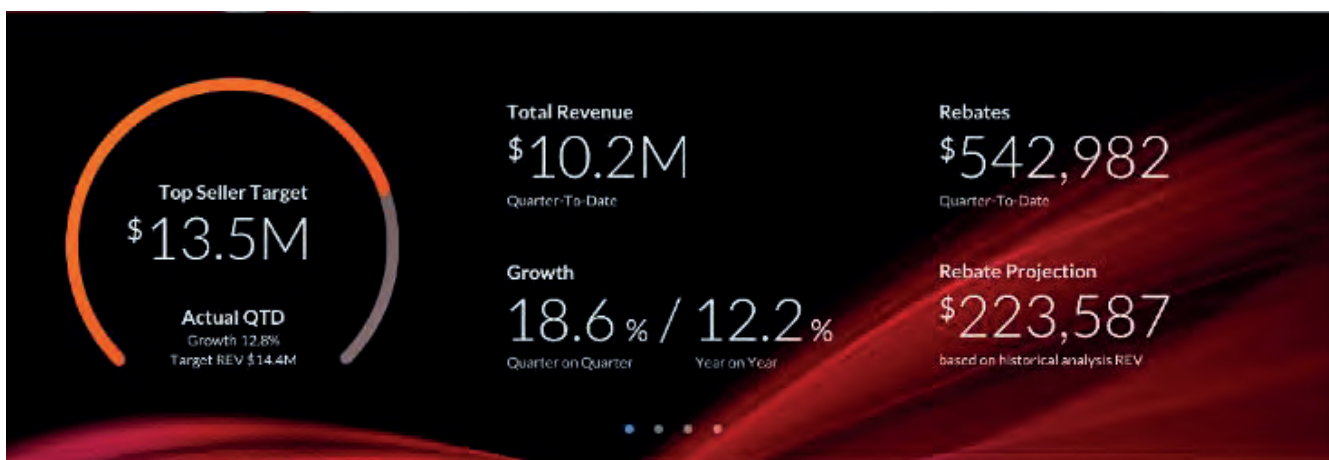 Top Seller Target
$13.5M
Actual QTD
Growth 12.8%
Target REV $14.4M
Total Revenue
$10.2M
Quarter-To-Date
Growth
18.6 % / 12.2 %
Quarter on Quarter Year on Year
Rebates
$542,982
Quarter-To-Date
Rebate Projection
$223,587
based on historical analysis REV